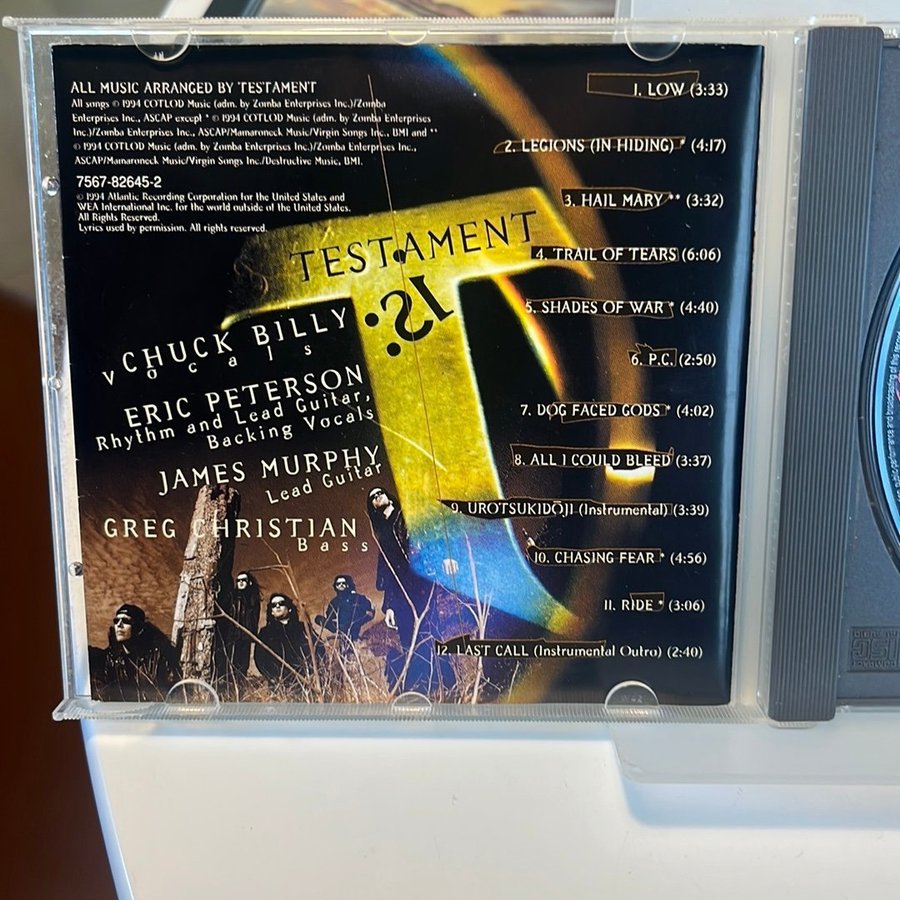 ALL MUSIC ARRANGED BY TESTAMENT
All songs © 1994 COTLOD Music (adm. by Zomba Enterprises Inc.)/Zomba
Enterprises Inc., ASCAP except * © 1994 COTLOD Music (adm. by Zomba Enterprises
Inc.)/Zomba Enterprises Inc., ASCAP/Mamaroneck Music/Virgin Songs Inc., BMI and **
© 1994 COTLOD Music (adm. by Zomba Enterprises Inc.)/Zomba Enterprises Inc.,
ASCAP/Mamaroneck Music/Virgin Songs Inc./Destructive Music, BMI.
7567-82645-2
© 1994 Atlantic Recording Corporation for the United States and
WEA International Inc. for the world outside of the United States.
All Rights Reserved.
Lyrics used by permission. All rights reserved.
TESTAMENT
is:
CHUCK BILLY
vocals
ERIC PETERSON
Rhythm and Lead Guitar,
Backing Vocals
JAMES MURPHY
Lead Guitar
GREG CHRISTIAN
Bass
1. LOW (3:33)
2. LEGIONS (IN HIDING) * (4:17)
3. HAIL MARY ** (3:32)
4. TRAIL OF TEARS (6:06)
5. SHADES OF WAR * (4:40)
6. P.C. (2:50)
7. DOG FACED GODS * (4:02)
8. ALL I COULD BLEED (3:37)
9. UROTSUKIDŌJI (Instrumental) (3:39)
10. CHASING FEAR * (4:56)
11. RIDE * (3:06)
12. LAST CALL (Instrumental Outro) (2:40)
public performance and broadcasting of this record